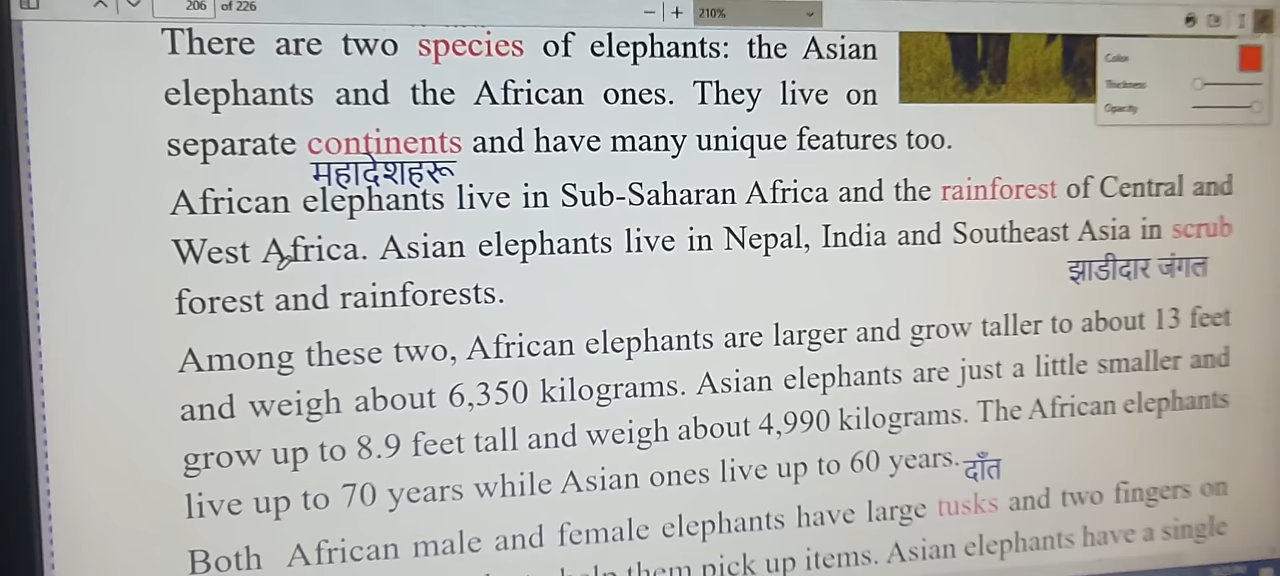 206 of 226
210%
Color
Thickness
Opacity
There are two species of elephants: the Asian
elephants and the African ones. They live on
separate continents and have many unique features too.
महादेशहरू
African elephants live in Sub-Saharan Africa and the rainforest of Central and
West Africa. Asian elephants live in Nepal, India and Southeast Asia in scrub
झाडीदार जंगल
forest and rainforests.
Among these two, African elephants are larger and grow taller to about 13 feet
and weigh about 6,350 kilograms. Asian elephants are just a little smaller and
grow up to 8.9 feet tall and weigh about 4,990 kilograms. The African elephants
live up to 70 years while Asian ones live up to 60 years.
दाँत
Both African male and female elephants have large tusks and two fingers on
help them pick up items. Asian elephants have a single